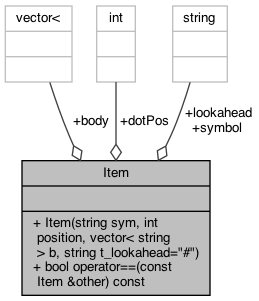 vector<
int
string
+body
+dotPos
+lookahead
+symbol
Item
+ Item(string sym, int
position, vector< string
> b, string t_lookahead="#")
+ bool operator==(const
Item &other) const